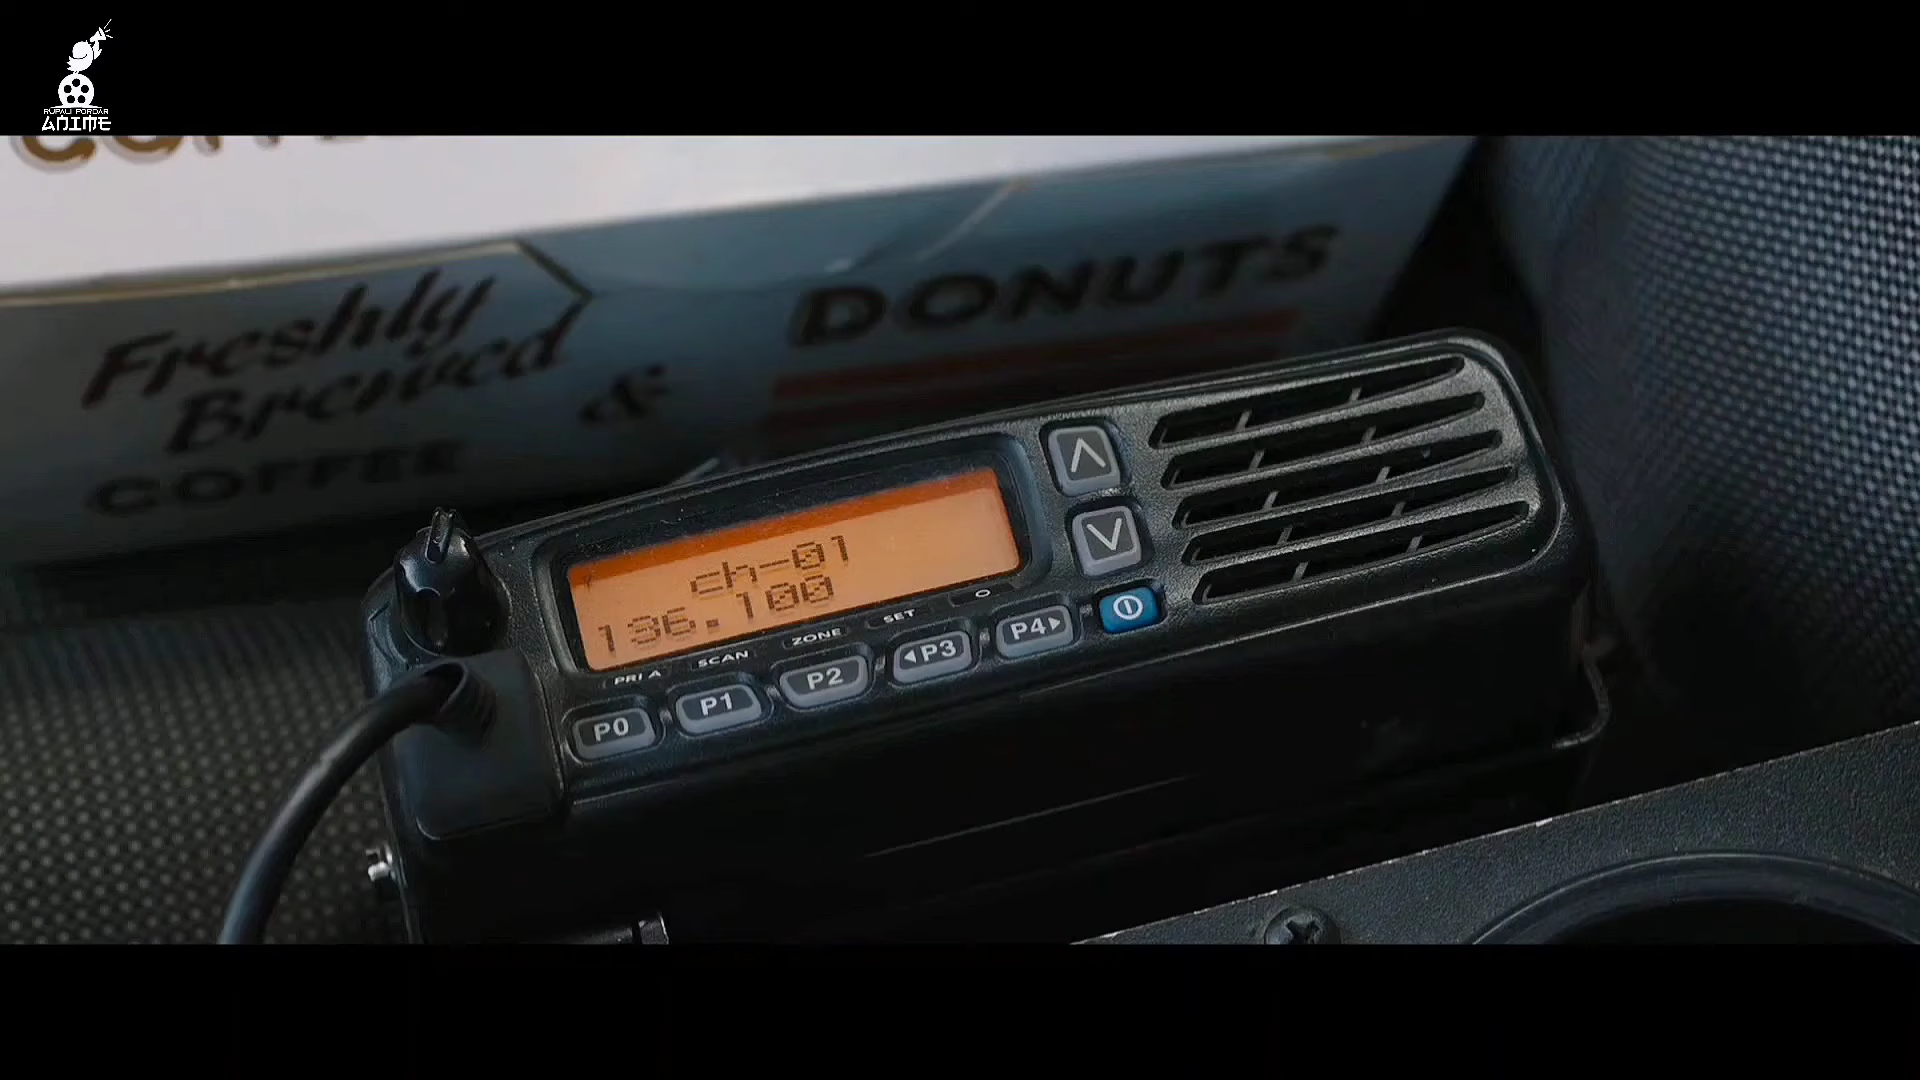 RUPALI PORDAR
ANIME
COFFEE
Freshly
Brewed
COFFEE
&
DONUTS
ch-01
136.100
PRI A
SCAN
ZONE
SET
P0
P1
P2
P3
P4